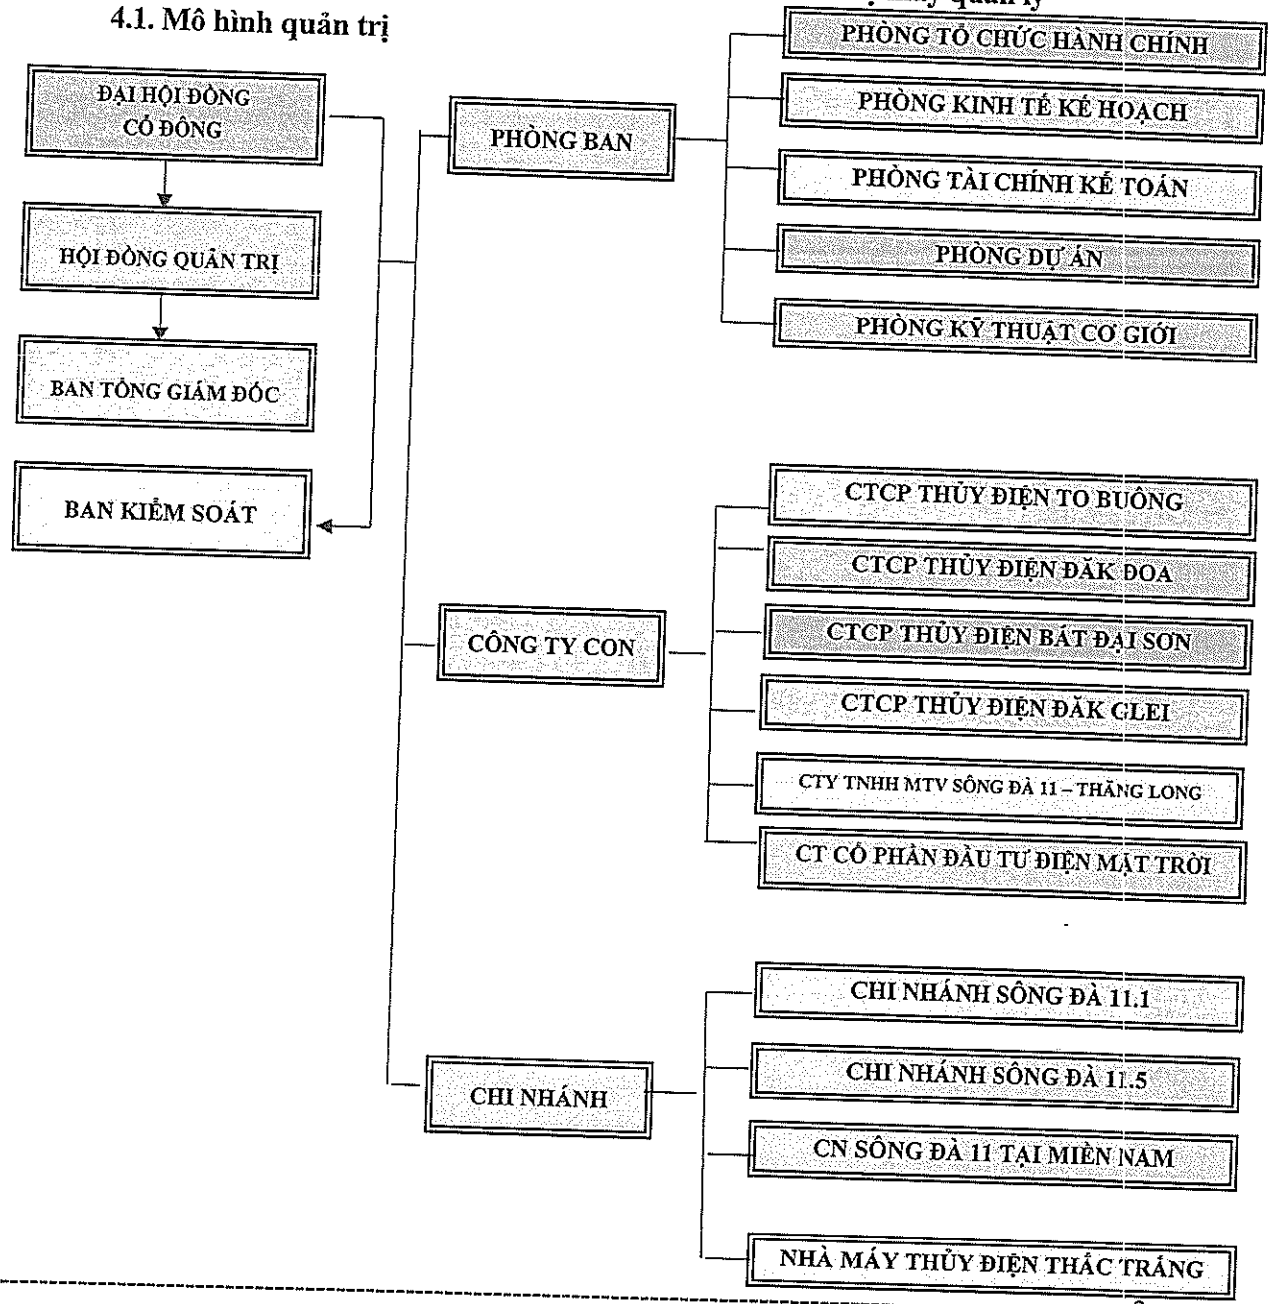 máy quản lý
4.1. Mô hình quản trị
ĐẠI HỘI ĐỒNG
CỔ ĐÔNG
HỘI ĐỒNG QUẢN TRỊ
BAN TỔNG GIÁM ĐỐC
BAN KIỂM SOÁT
PHÒNG BAN
PHÒNG TỔ CHỨC HÀNH CHÍNH
PHÒNG KINH TẾ KẾ HOẠCH
PHÒNG TÀI CHÍNH KẾ TOÁN
PHÒNG DỰ ÁN
PHÒNG KỸ THUẬT CƠ GIỚI
CÔNG TY CON
CTCP THỦY ĐIỆN TO BUÔNG
CTCP THỦY ĐIỆN ĐĂK ĐOA
CTCP THỦY ĐIỆN BÁT ĐẠI SƠN
CTCP THỦY ĐIỆN ĐĂK GLEI
CTY TNHH MTV SÔNG ĐÀ 11 – THĂNG LONG
CT CỔ PHẦN ĐẦU TƯ ĐIỆN MẶT TRỜI
CHI NHÁNH
CHI NHÁNH SÔNG ĐÀ 11.1
CHI NHÁNH SÔNG ĐÀ 11.5
CN SÔNG ĐÀ 11 TẠI MIỀN NAM
NHÀ MÁY THỦY ĐIỆN THÁC TRẮNG